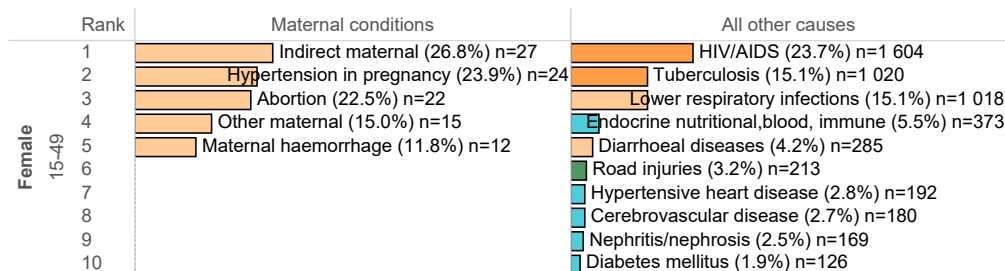 Rank Maternal conditions All other causes
Female
15-49
1 Indirect maternal (26.8%) n=27 HIV/AIDS (23.7%) n=1 604
2 Hypertension in pregnancy (23.9%) n=24 Tuberculosis (15.1%) n=1 020
3 Abortion (22.5%) n=22 Lower respiratory infections (15.1%) n=1 018
4 Other maternal (15.0%) n=15 Endocrine nutritional,blood, immune (5.5%) n=373
5 Maternal haemorrhage (11.8%) n=12 Diarrhoeal diseases (4.2%) n=285
6 Road injuries (3.2%) n=213
7 Hypertensive heart disease (2.8%) n=192
8 Cerebrovascular disease (2.7%) n=180
9 Nephritis/nephrosis (2.5%) n=169
10 Diabetes mellitus (1.9%) n=126